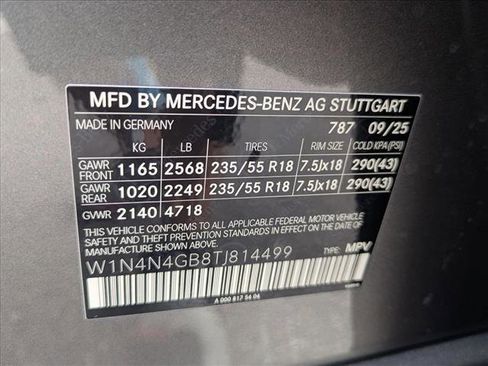 MFD BY MERCEDES-BENZ AG STUTTGART
MADE IN GERMANY 787 09/25
KG LB TIRES RIM SIZE COLD KPA (PSI)
GAWR FRONT 1165 2568 235/55 R18 7.5Jx18 290(43)
GAWR REAR 1020 2249 235/55 R18 7.5Jx18 290(43)
GVWR 2140 4718
THIS VEHICLE CONFORMS TO ALL APPLICABLE FEDERAL MOTOR VEHICLE
SAFETY AND THEFT PREVENTION STANDARDS IN EFFECT ON THE DATE OF
MANUFACTURE SHOWN ABOVE.
W1N4N4GB8TJ814499 TYPE: MPV
A 000 817 56 06